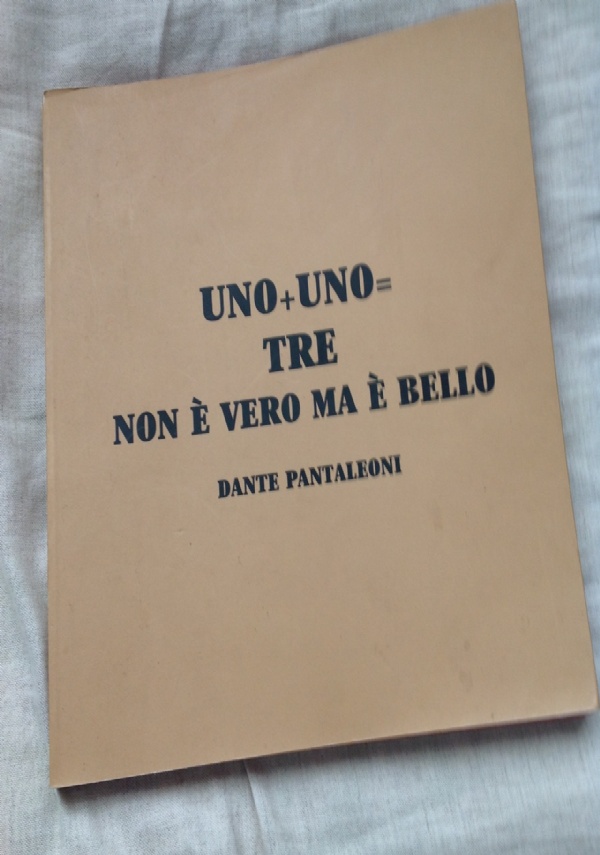 UNO+UNO=
TRE
NON È VERO MA È BELLO
DANTE PANTALEONI